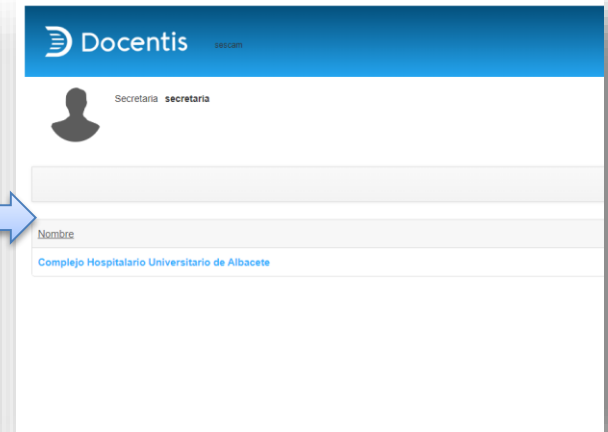 Docentis sescam
Secretaria secretaria
Nombre
Complejo Hospitalario Universitario de Albacete